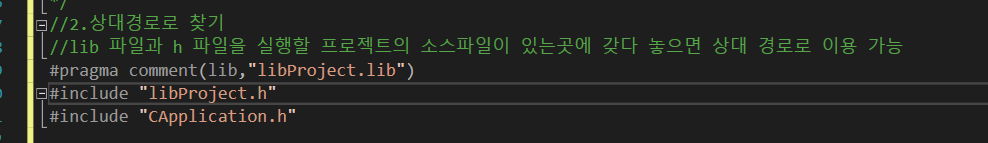 */
//2.상대경로로 찾기
//lib 파일과 h 파일을 실행할 프로젝트의 소스파일이 있는곳에 갖다 놓으면 상대 경로로 이용 가능
#pragma comment(lib,"libProject.lib")
#include "libProject.h"
#include "CApplication.h"